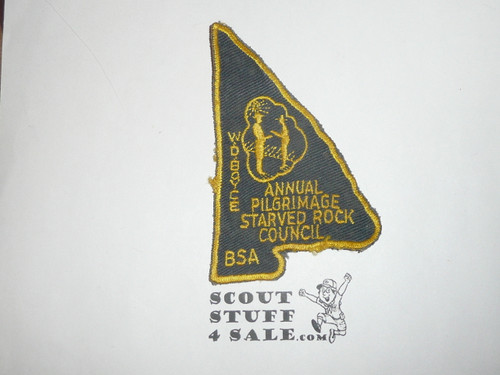 W.D. BOYCE
ANNUAL
PILGRIMAGE
STARVED ROCK
COUNCIL
BSA
SCOUT
STUFF
4 SALE.COM